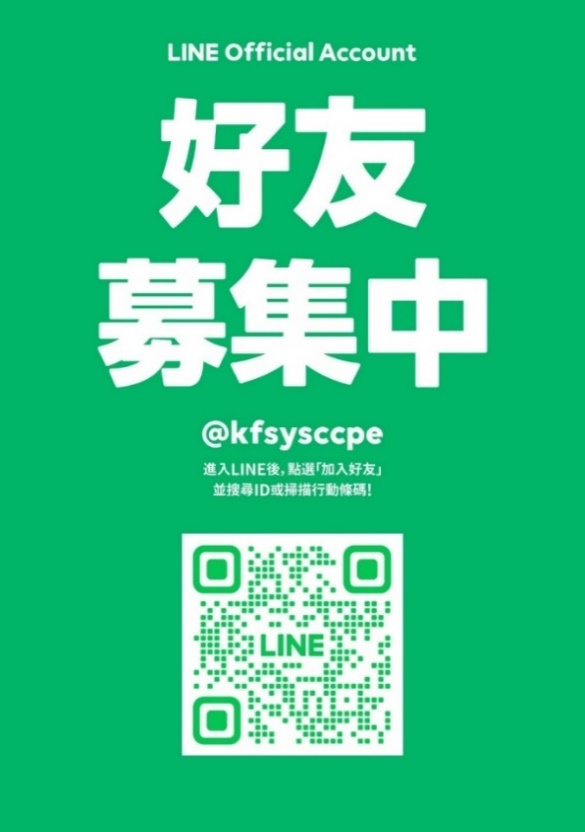 LINE Official Account
好友
募集中
@kfsysccpe
進入LINE後，點選「加入好友」
並搜尋ID或掃描行動條碼！
LINE